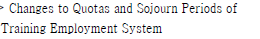 > Changes to Quotas and Sojourn Periods of
Training Employment System